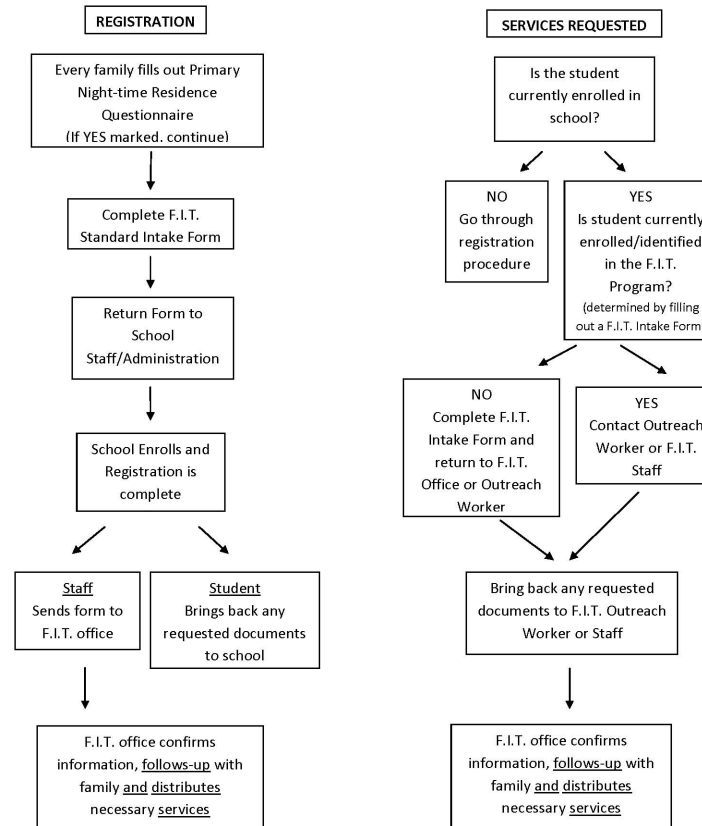 REGISTRATION
Every family fills out Primary
Night-time Residence
Questionnaire
(If YES marked, continue)
Complete F.I.T.
Standard Intake Form
Return Form to
School
Staff/Administration
School Enrolls and
Registration is
complete
Staff
Sends form to
F.I.T. office
Student
Brings back any
requested documents
to school
F.I.T. office confirms
information, follows-up with
family and distributes
necessary services
SERVICES REQUESTED
Is the student
currently enrolled in
school?
NO
Go through
registration
procedure
YES
Is student currently
enrolled/identified
in the F.I.T.
Program?
(determined by filling
out a F.I.T. Intake Form
NO
Complete F.I.T.
Intake Form and
return to F.I.T.
Office or Outreach
Worker
YES
Contact Outreach
Worker or F.I.T.
Staff
Bring back any requested
documents to F.I.T. Outreach
Worker or Staff
F.I.T. office confirms
information, follows-up with
family and distributes
necessary services